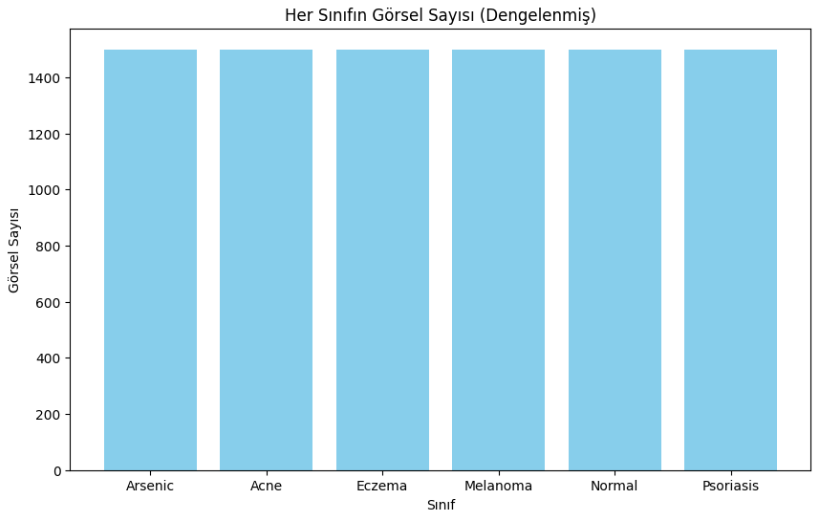 Her Sınıfın Görsel Sayısı (Dengelenmiş)
Görsel Sayısı
1400
1200
1000
800
600
400
200
0
Arsenic Acne Eczema Melanoma Normal Psoriasis
Sınıf